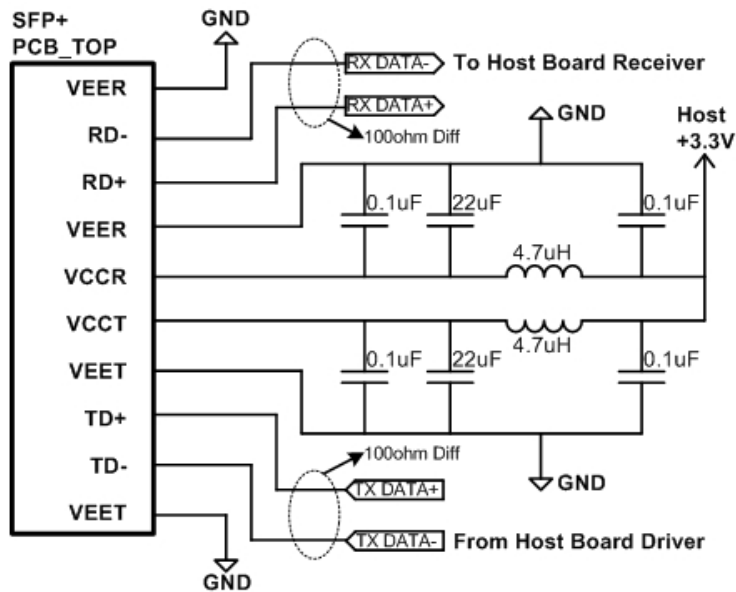 SFP+
PCB_TOP
GND
VEER
RD-
RD+
VEER
VCCR
VCCT
VEET
TD+
TD-
VEET
RX DATA- To Host Board Receiver
RX DATA+
100ohm Diff
GND
Host
+3.3V
0.1uF 22uF 0.1uF
4.7uH
4.7uH
0.1uF 22uF 0.1uF
100ohm Diff
GND
TX DATA+
TX DATA- From Host Board Driver
GND